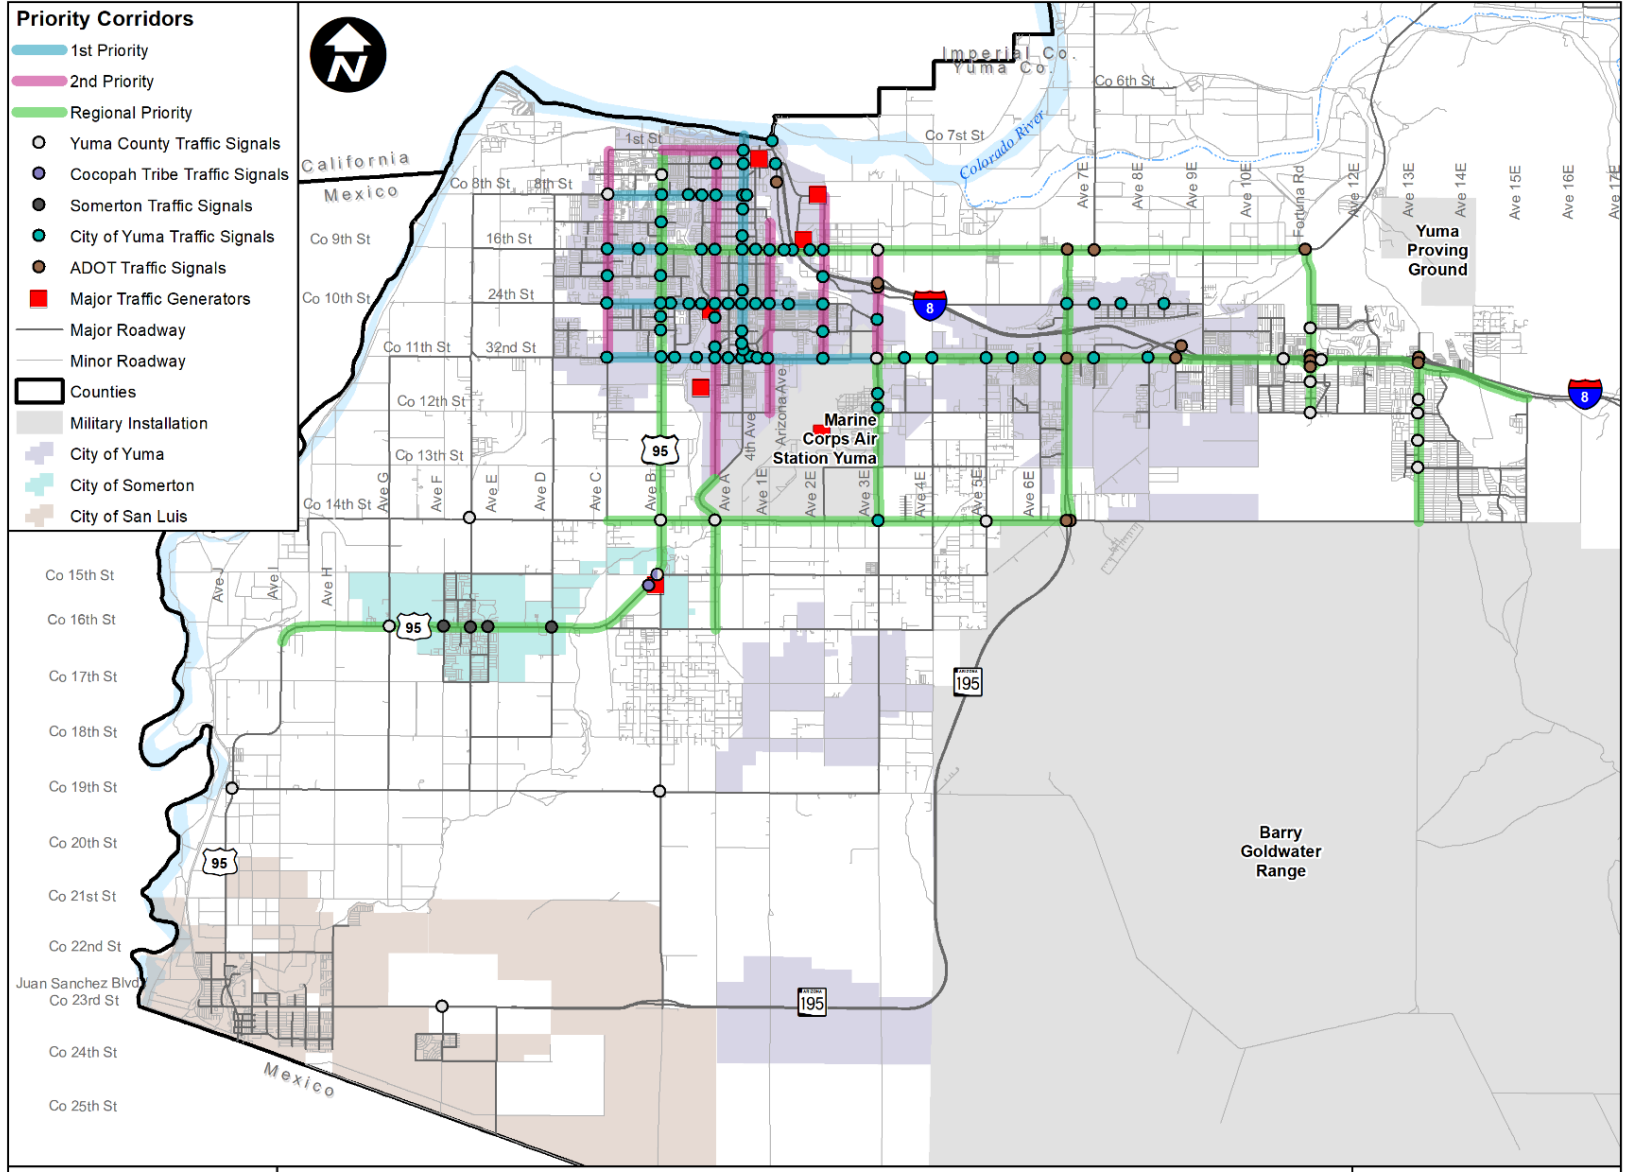 Priority Corridors
1st Priority
2nd Priority
Regional Priority
Yuma County Traffic Signals
Cocopah Tribe Traffic Signals
Somerton Traffic Signals
City of Yuma Traffic Signals
ADOT Traffic Signals
Major Traffic Generators
Major Roadway
Minor Roadway
Counties
Military Installation
City of Yuma
City of Somerton
City of San Luis
N
California
Mexico
Imperial Co.
Yuma Co.
Co 6th St
Co 7st St
Colorado River
1st St
Co 8th St
8th St
Co 9th St
16th St
Co 10th St
24th St
Co 11th St
32nd St
Co 12th St
Co 13th St
Co 14th St
Ave 7E
Ave 8E
Ave 9E
Ave 10E
Fortuna Rd
Ave 12E
Ave 13E
Ave 14E
Ave 15E
Ave 16E
Ave 17E
Yuma
Proving
Ground
8
8
95
4th Ave
Arizona Ave
Marine
Corps Air
Station Yuma
Ave G
Ave F
Ave E
Ave D
Ave C
Ave B
Ave A
Ave 1E
Ave 2E
Ave 3E
Ave 4E
Ave 5E
Ave 6E
Ave J
Ave I
Ave H
Co 15th St
Co 16th St
95
Co 17th St
ARIZONA
195
Co 18th St
Co 19th St
Co 20th St
95
Barry
Goldwater
Range
Co 21st St
Co 22nd St
Juan Sanchez Blvd/
Co 23rd St
ARIZONA
195
Co 24th St
Mexico
Co 25th St